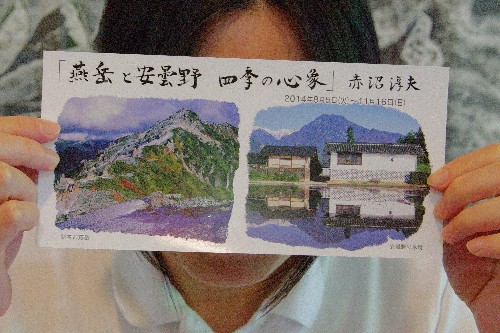 「燕岳と安曇野 四季の心象」赤沼淳夫
2014年8月5日(火)~11月16日(日)